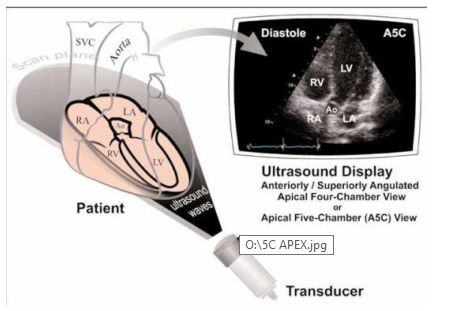 SVC
Aorta
Scan plane
RA
LA
Ao
RV
LV
Patient
ultrasound
waves
Diastole
A5C
RV
LV
Ao
RA
LA
Ultrasound Display
Anteriorly / Superiorly Angulated
Apical Four-Chamber View
or
Apical Five-Chamber (A5C) View
O:\5C APEX.jpg
Transducer